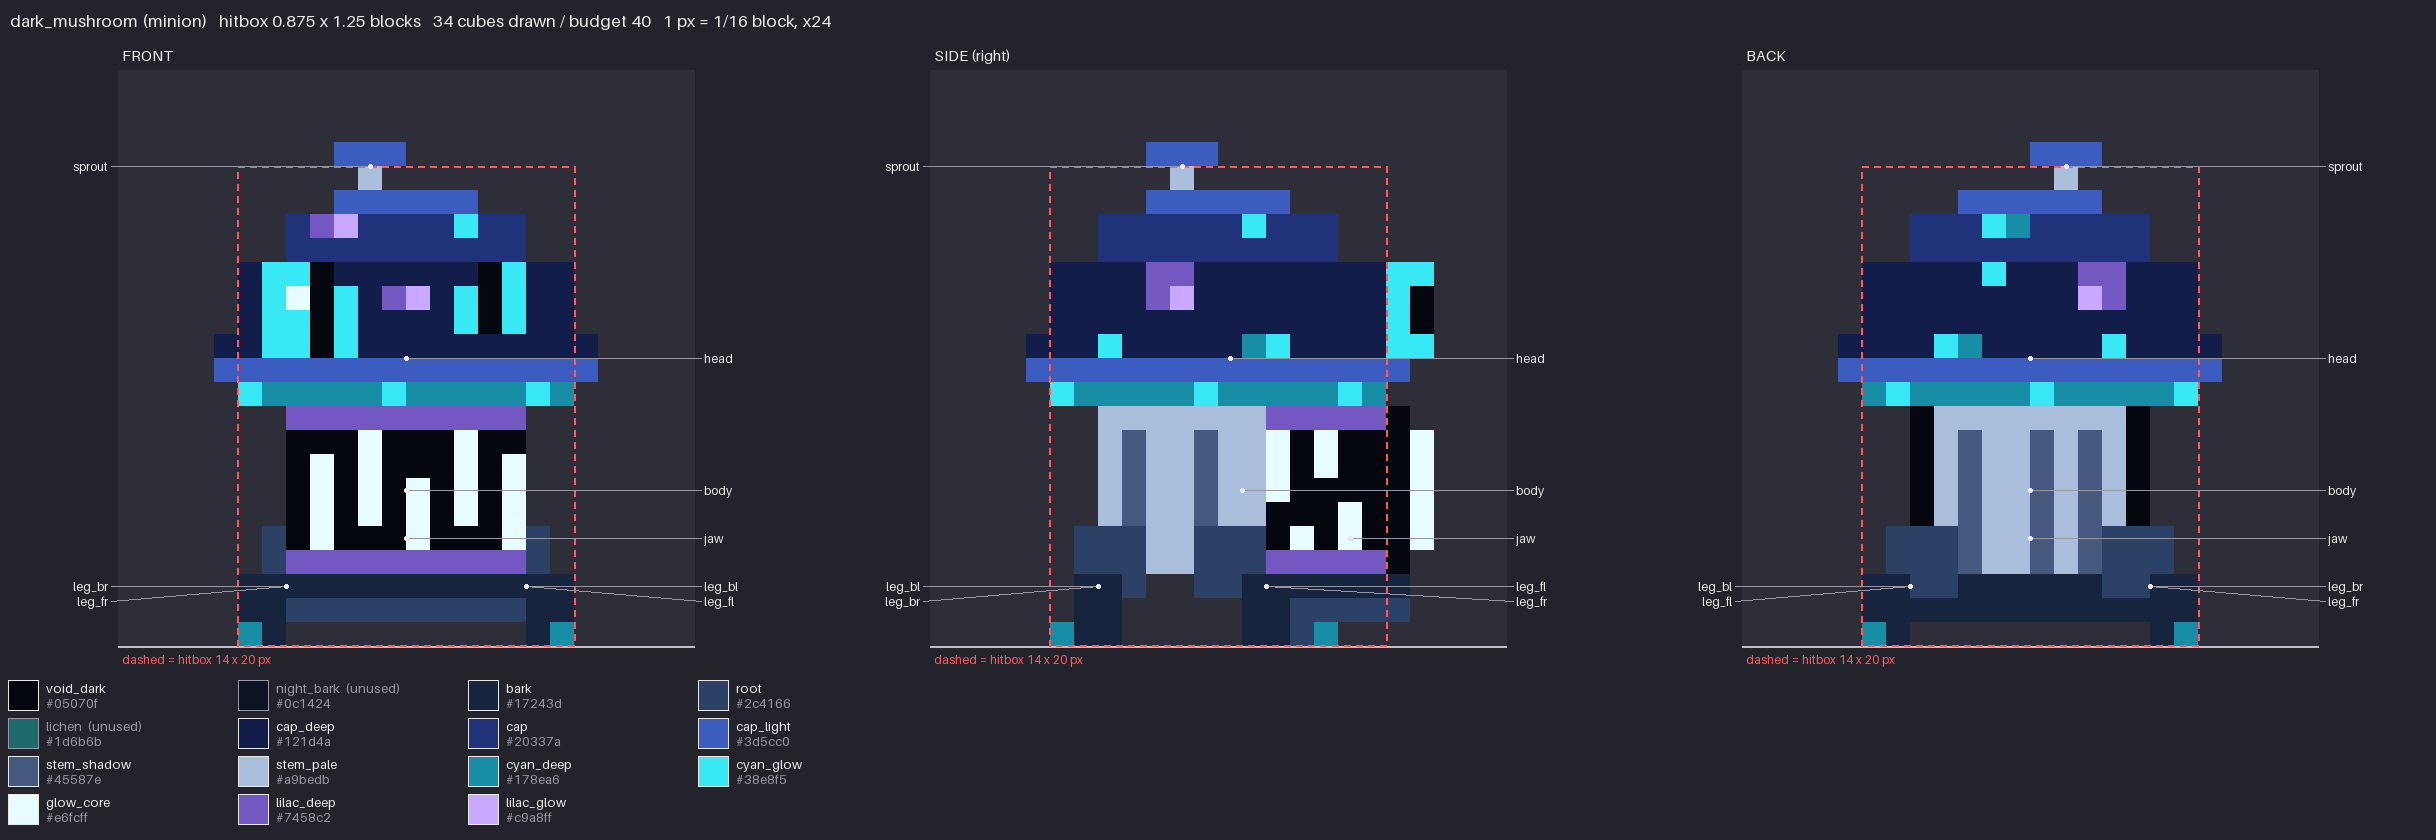 dark_mushroom (minion)   hitbox 0.875 x 1.25 blocks   34 cubes drawn / budget 40   1 px = 1/16 block, x24
FRONT
SIDE (right)
BACK
sprout
sprout
sprout
head
head
head
body
body
body
jaw
jaw
jaw
leg_br
leg_fr
leg_bl
leg_fl
leg_bl
leg_br
leg_fl
leg_fr
leg_bl
leg_fl
leg_br
leg_fr
dashed = hitbox 14 x 20 px
dashed = hitbox 14 x 20 px
dashed = hitbox 14 x 20 px
void_dark
#05070f
night_bark (unused)
#0c1424
bark
#17243d
root
#2c4166
lichen (unused)
#1d6b6b
cap_deep
#121d4a
cap
#20337a
cap_light
#3d5cc0
stem_shadow
#45587e
stem_pale
#a9bedb
cyan_deep
#178ea6
cyan_glow
#38e8f5
glow_core
#e6fcff
lilac_deep
#7458c2
lilac_glow
#c9a8ff